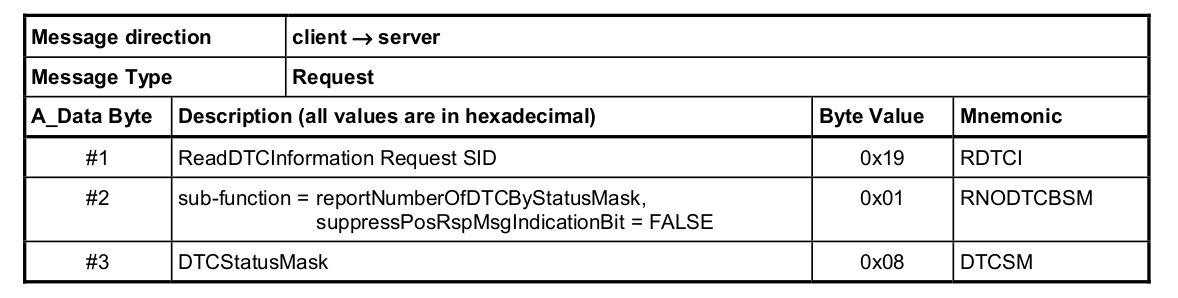 Message direction client → server
Message Type Request
A_Data Byte Description (all values are in hexadecimal) Byte Value Mnemonic
#1 ReadDTCInformation Request SID 0x19 RDTCI
#2 sub-function = reportNumberOfDTCByStatusMask, 0x01 RNODTCBSM
suppressPosRspMsgIndicationBit = FALSE
#3 DTCStatusMask 0x08 DTCSM